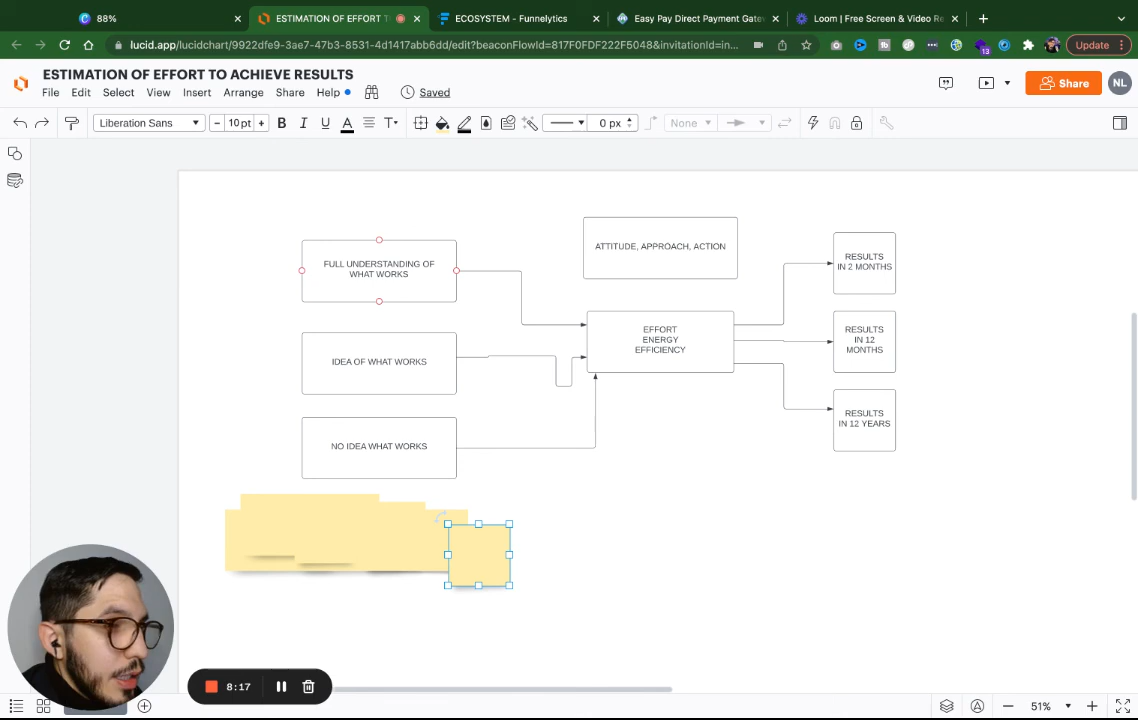 88%
ESTIMATION OF EFFORT T
ECOSYSTEM - Funnelytics
Easy Pay Direct Payment Gatew
Loom | Free Screen & Video Re
lucid.app/lucidchart/9922dfe9-3ae7-47b3-8531-4d1417abb6dd/edit?beaconFlowId=817F0FDF222F5048&invitationId=in...
13
Update
ESTIMATION OF EFFORT TO ACHIEVE RESULTS
File Edit Select View Insert Arrange Share Help Saved
Share
NL
Liberation Sans
10 pt
B I U A T
0 px
None
FULL UNDERSTANDING OF
WHAT WORKS
ATTITUDE, APPROACH, ACTION
RESULTS
IN 2 MONTHS
IDEA OF WHAT WORKS
EFFORT
ENERGY
EFFICIENCY
RESULTS
IN 12
MONTHS
NO IDEA WHAT WORKS
RESULTS
IN 12 YEARS
8:17
51%